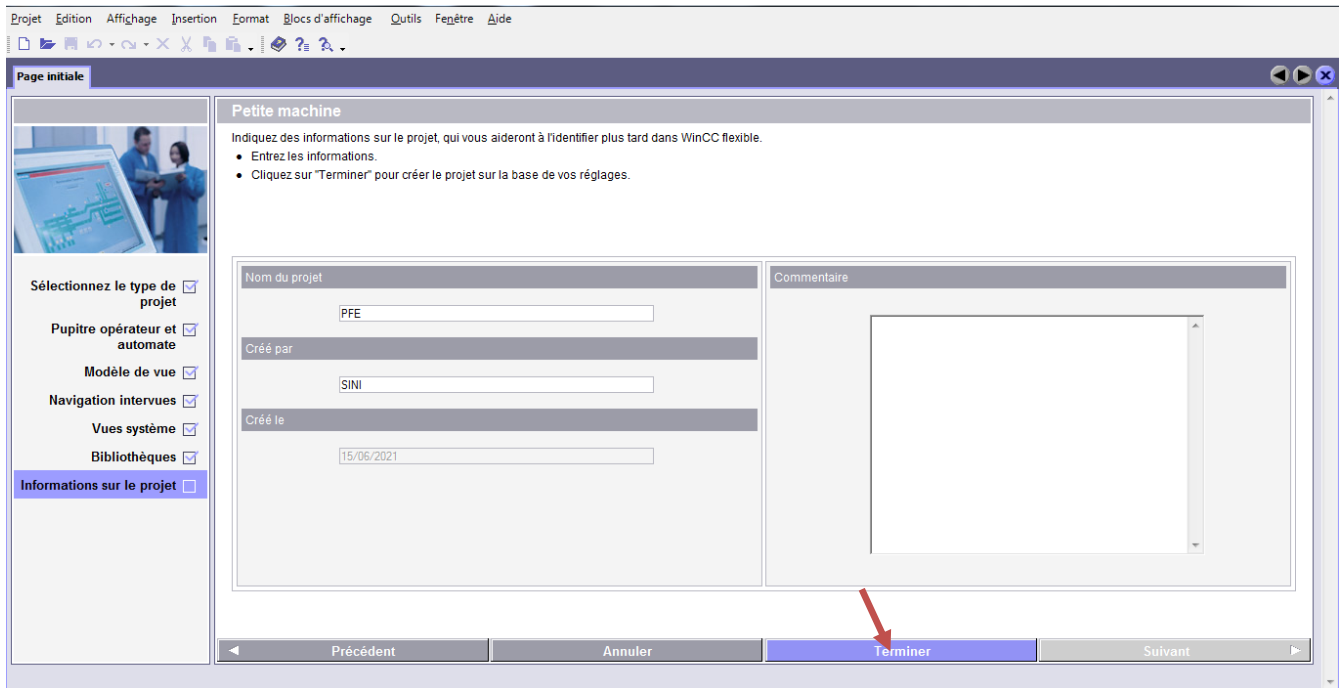 Projet Edition Affichage Insertion Format Blocs d'affichage Outils Fenêtre Aide
Page initiale
Petite machine
Indiquez des informations sur le projet, qui vous aideront à l'identifier plus tard dans WinCC flexible.
• Entrez les informations.
• Cliquez sur "Terminer" pour créer le projet sur la base de vos réglages.
Sélectionnez le type de
projet
Pupitre opérateur et
automate
Modèle de vue
Navigation intervues
Vues système
Bibliothèques
Informations sur le projet
Nom du projet
PFE
Créé par
SINI
Créé le
15/06/2021
Commentaire
Précédent Annuler Terminer Suivant